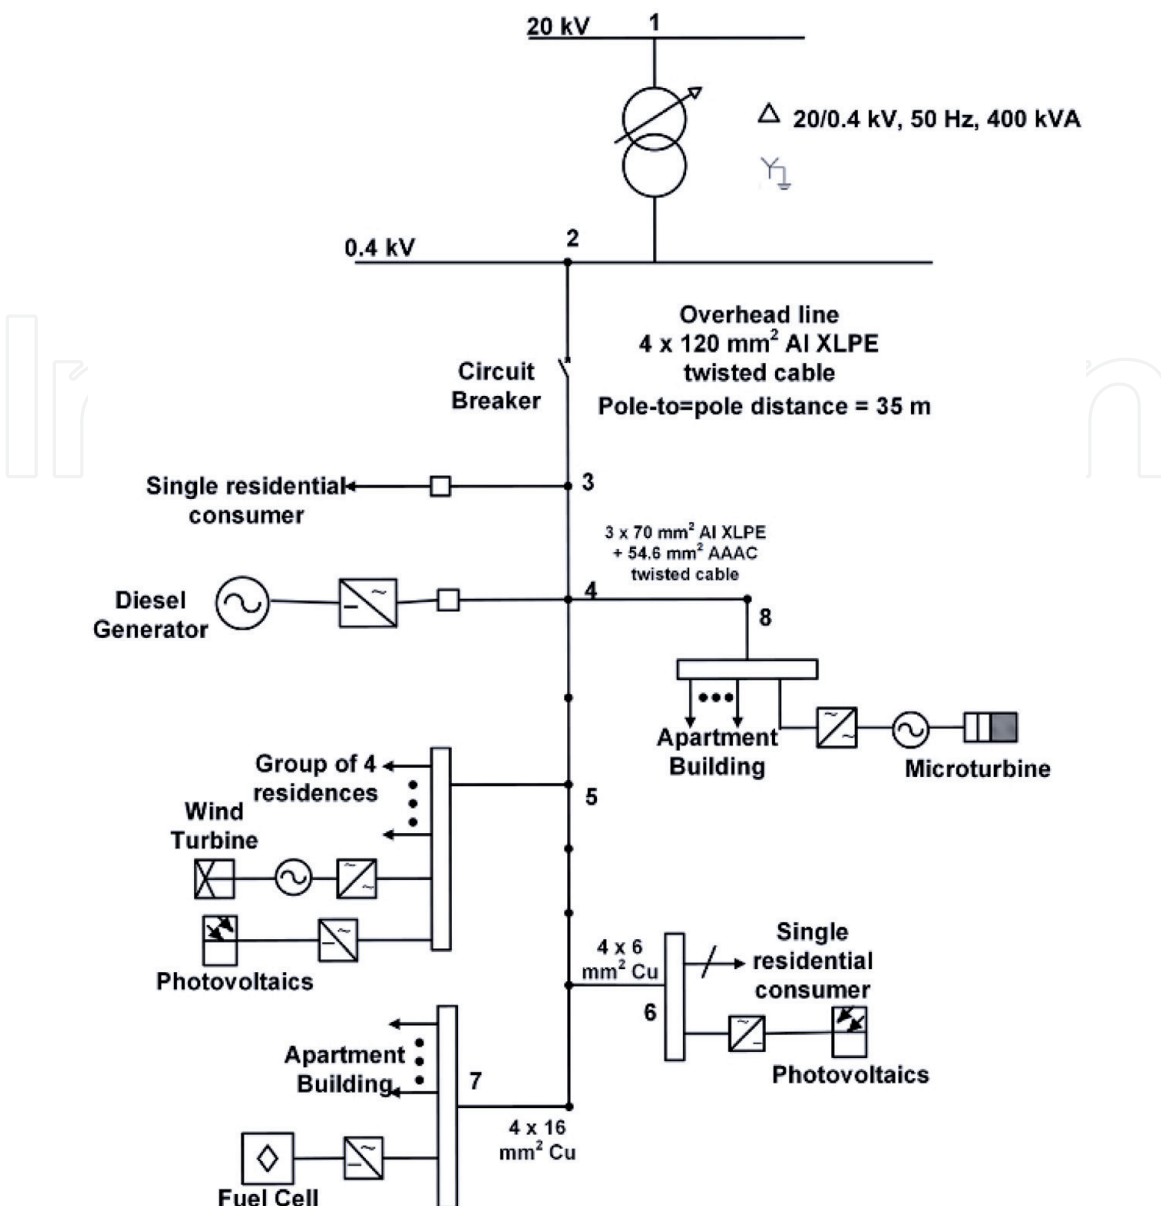 20 kV
1
20/0.4 kV, 50 Hz, 400 kVA
0.4 kV
2
Overhead line
4 x 120 mm² Al XLPE
twisted cable
Pole-to=pole distance = 35 m
Circuit
Breaker
Single residential
consumer
3
3 x 70 mm² Al XLPE
+ 54.6 mm² AAAC
twisted cable
Diesel
Generator
4
8
Apartment
Building
Microturbine
Group of 4
residences
5
Wind
Turbine
Photovoltaics
4 x 6
mm² Cu
6
Single
residential
consumer
Photovoltaics
Apartment
Building
7
4 x 16
mm² Cu
Fuel Cell